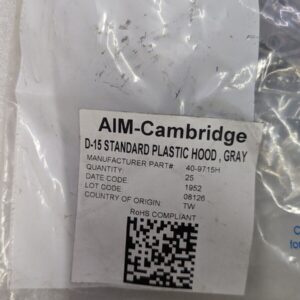 AIM-Cambridge
D-15 STANDARD PLASTIC HOOD , GRAY
MANUFACTURER PART#: 40-9715H
QUANTITY: 25
DATE CODE: 1952
LOT CODE: 08126
COUNTRY OF ORIGIN: TW
RoHS COMPLIANT